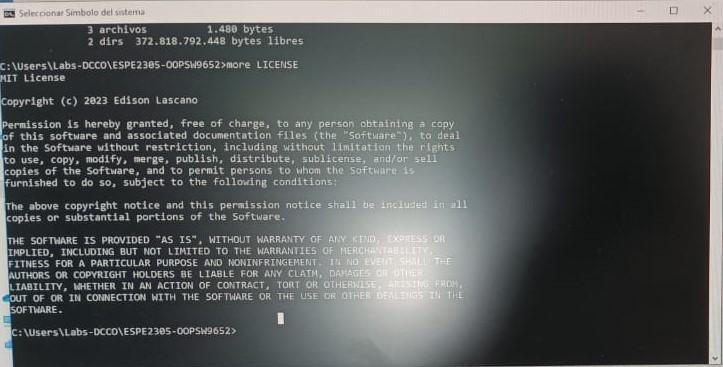 Seleccionar Símbolo del sistema
3 archivos 1.480 bytes
2 dirs 372.818.792.448 bytes libres
C:\Users\Labs-DCCO\ESPE2305-OOPSW9652>more LICENSE
MIT License
Copyright (c) 2023 Edison Lascano
Permission is hereby granted, free of charge, to any person obtaining a copy
of this software and associated documentation files (the "Software"), to deal
in the Software without restriction, including without limitation the rights
to use, copy, modify, merge, publish, distribute, sublicense, and/or sell
copies of the Software, and to permit persons to whom the Software is
furnished to do so, subject to the following conditions:
The above copyright notice and this permission notice shall be included in all
copies or substantial portions of the Software.
THE SOFTWARE IS PROVIDED "AS IS", WITHOUT WARRANTY OF ANY KIND, EXPRESS OR
IMPLIED, INCLUDING BUT NOT LIMITED TO THE WARRANTIES OF MERCHANTABILITY,
FITNESS FOR A PARTICULAR PURPOSE AND NONINFRINGEMENT. IN NO EVENT SHALL THE
AUTHORS OR COPYRIGHT HOLDERS BE LIABLE FOR ANY CLAIM, DAMAGES OR OTHER
LIABILITY, WHETHER IN AN ACTION OF CONTRACT, TORT OR OTHERWISE, ARISING FROM,
OUT OF OR IN CONNECTION WITH THE SOFTWARE OR THE USE OR OTHER DEALINGS IN THE
SOFTWARE.
C:\Users\Labs-DCCO\ESPE2305-OOPSW9652>